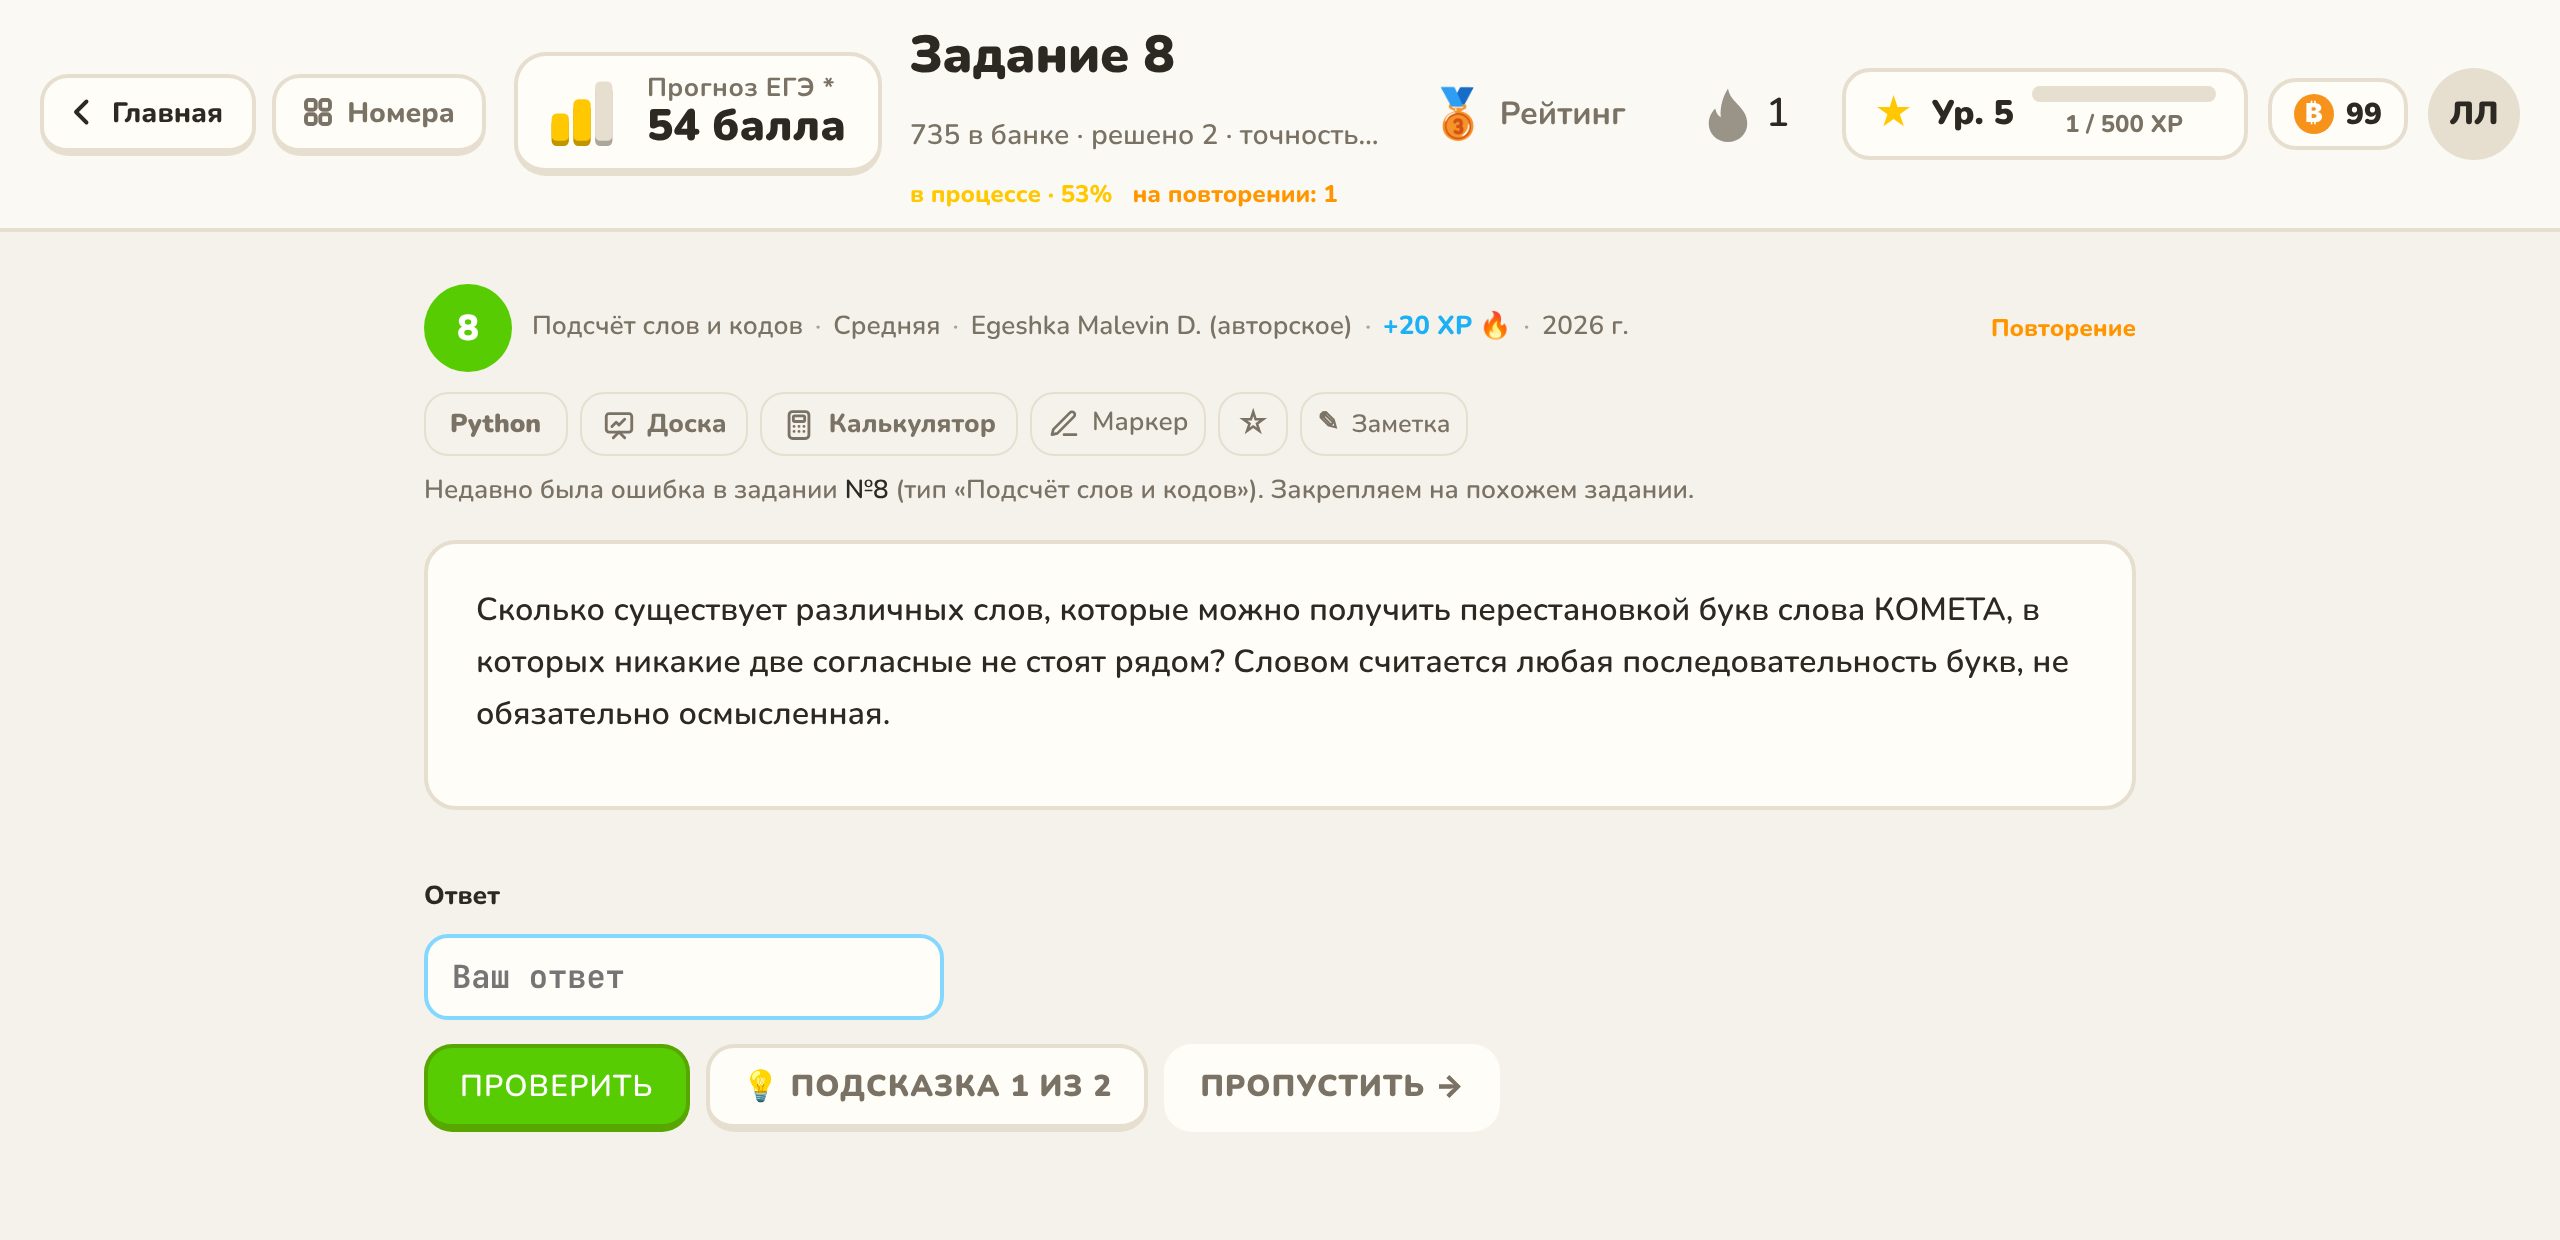 Главная
Номера
Прогноз ЕГЭ *
54 балла
Задание 8
735 в банке · решено 2 · точность...
в процессе · 53% на повторении: 1
3
Рейтинг
1
Ур. 5
1 / 500 XP
B 99
ЛЛ
8
Подсчёт слов и кодов · Средняя · Egeshka Malevin D. (авторское) · +20 XP 🔥 · 2026 г.
Повторение
Python
Доска
Калькулятор
Маркер
Заметка
Недавно была ошибка в задании №8 (тип «Подсчёт слов и кодов»). Закрепляем на похожем задании.
Сколько существует различных слов, которые можно получить перестановкой букв слова КОМЕТА, в
которых никакие две согласные не стоят рядом? Словом считается любая последовательность букв, не
обязательно осмысленная.
Ответ
Ваш ответ
ПРОВЕРИТЬ
ПОДСКАЗКА 1 ИЗ 2
ПРОПУСТИТЬ →